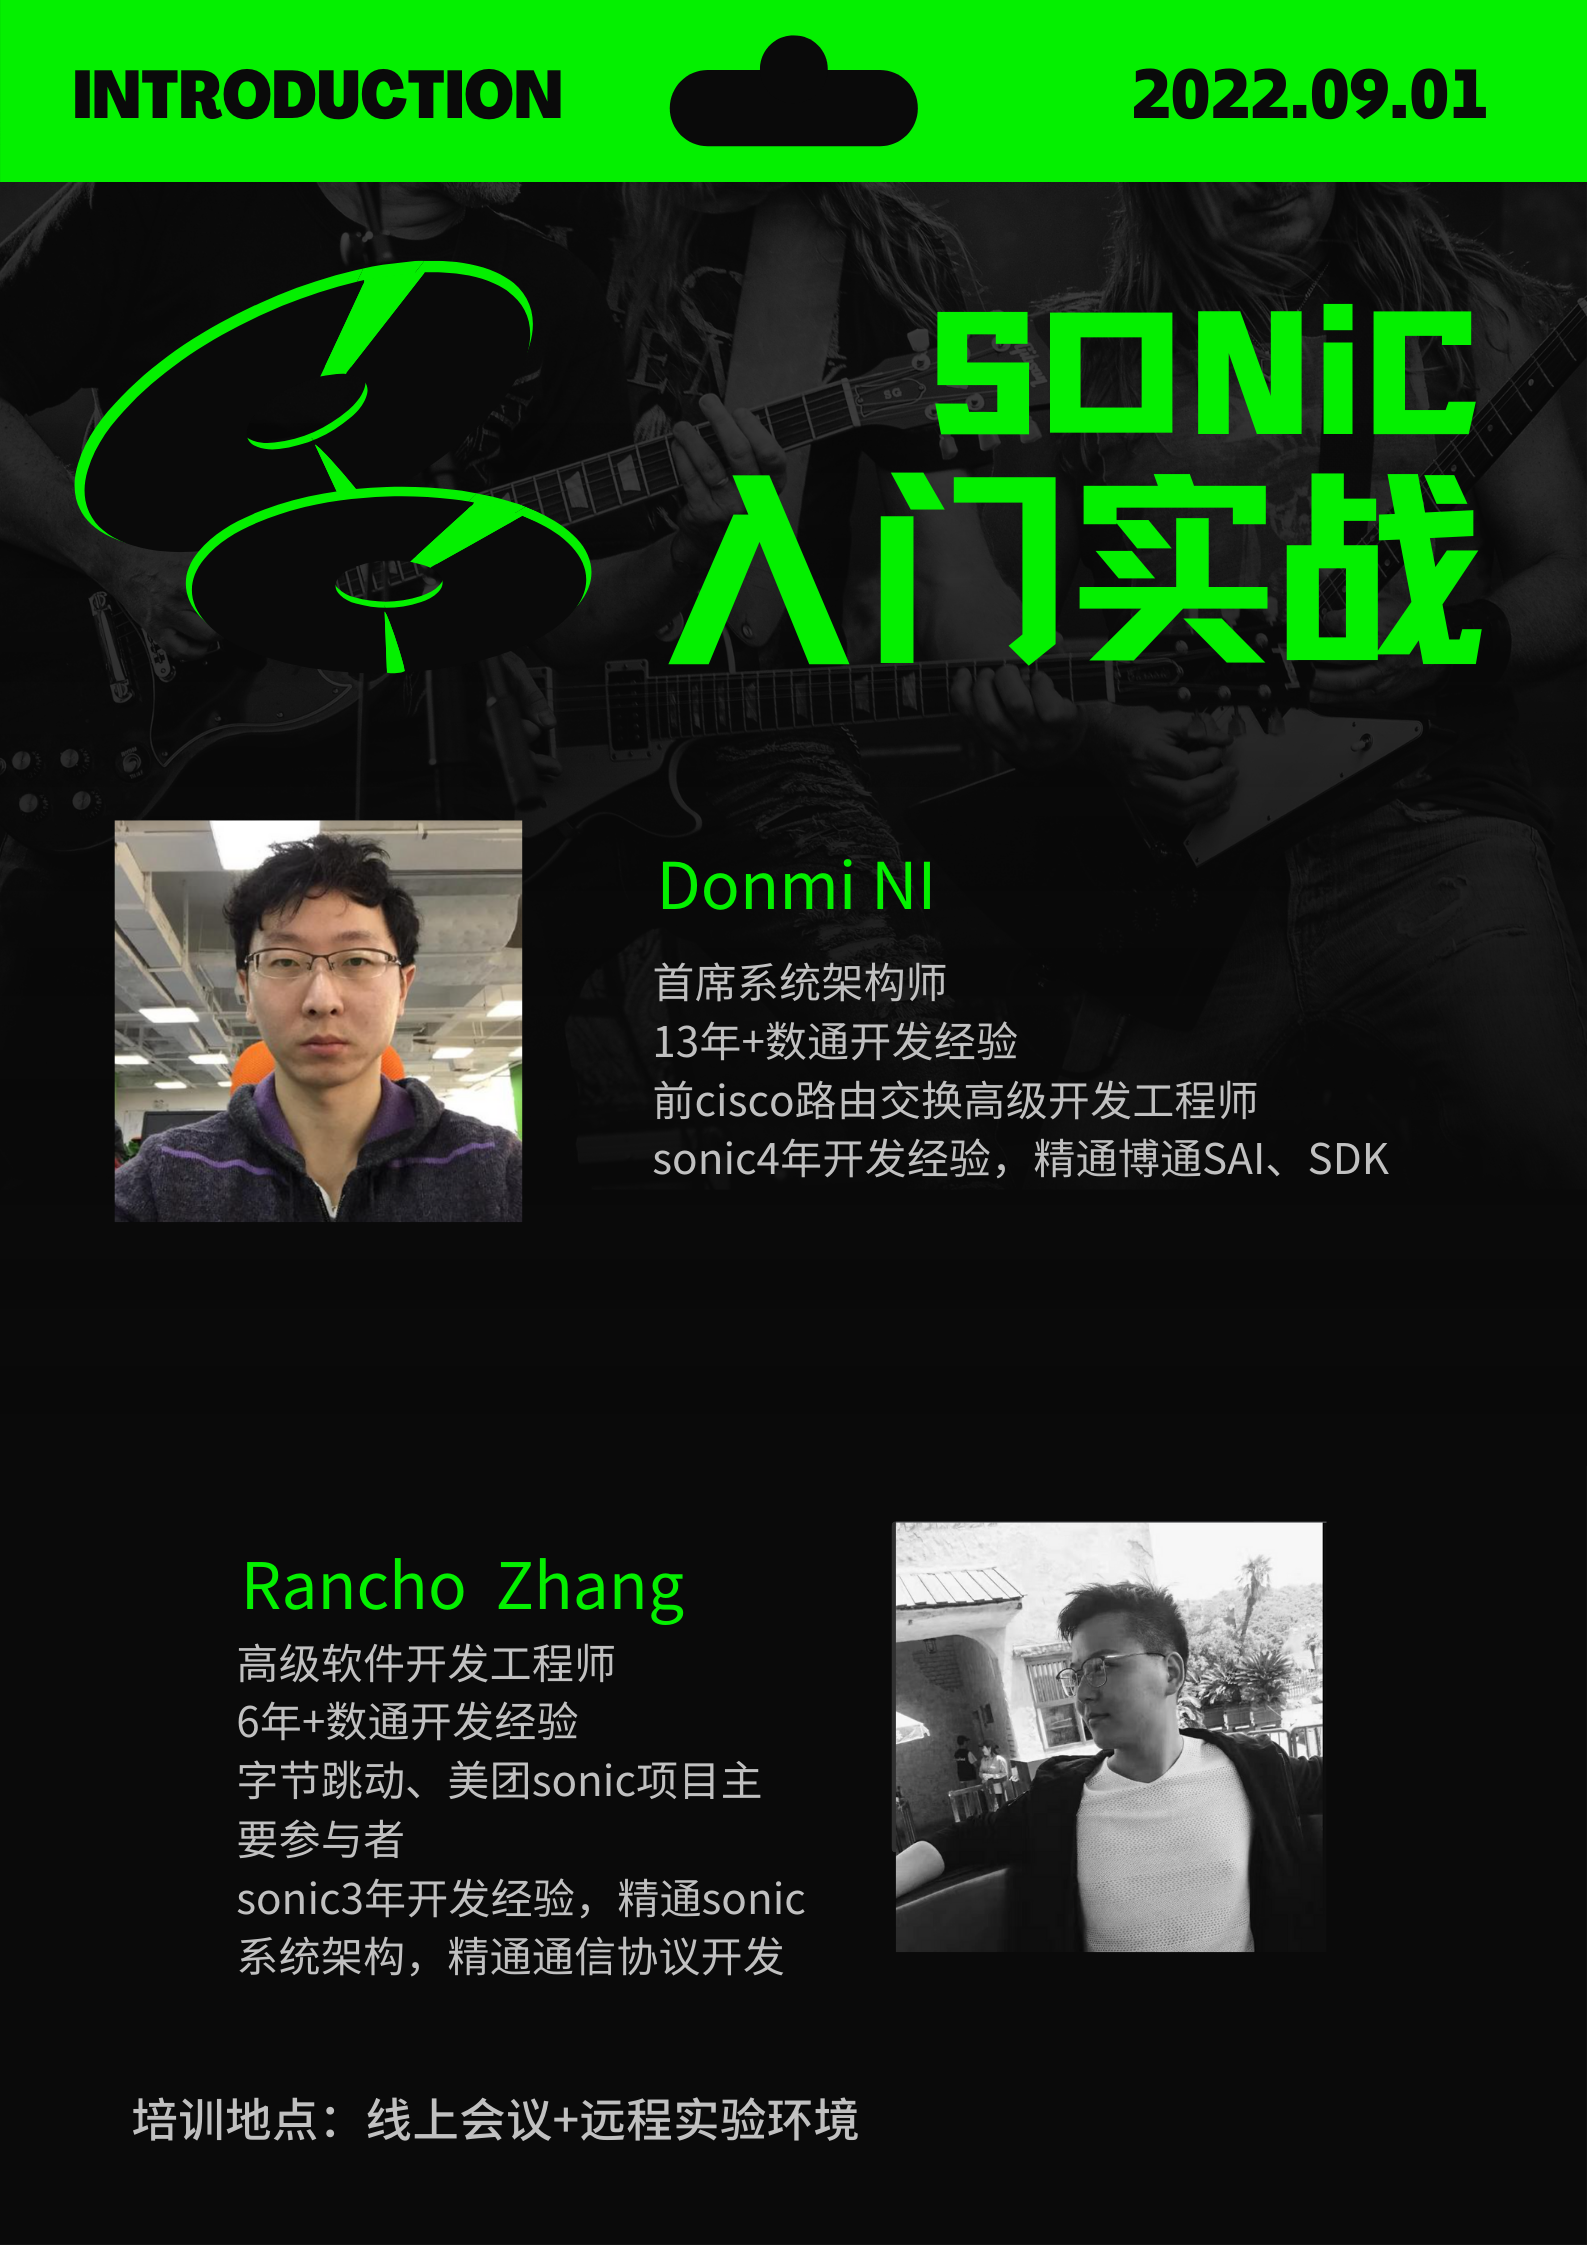 INTRODUCTION
2022.09.01
SONiC
入门实战
Donmi NI
首席系统架构师
13年+数通开发经验
前cisco路由交换高级开发工程师
sonic4年开发经验，精通博通SAI、SDK
Rancho Zhang
高级软件开发工程师
6年+数通开发经验
字节跳动、美团sonic项目主
要参与者
sonic3年开发经验，精通sonic
系统架构，精通通信协议开发
培训地点：线上会议+远程实验环境